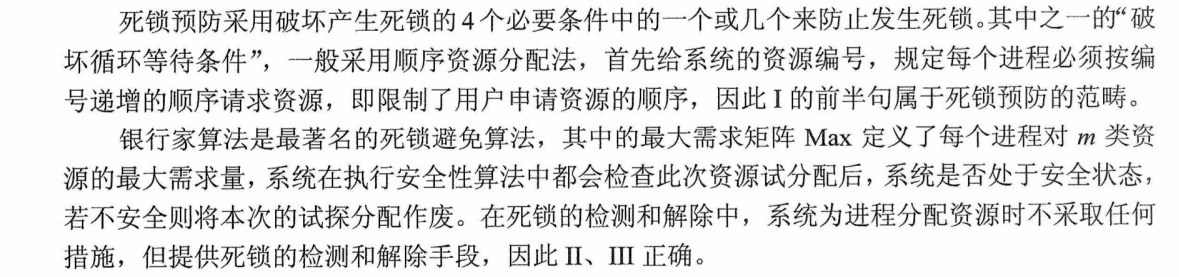 死锁预防采用破坏产生死锁的4个必要条件中的一个或几个来防止发生死锁。其中之一的“破
坏循环等待条件”，一般采用顺序资源分配法，首先给系统的资源编号，规定每个进程必须按编
号递增的顺序请求资源，即限制了用户申请资源的顺序，因此 I 的前半句属于死锁预防的范畴。
银行家算法是最著名的死锁避免算法，其中的最大需求矩阵 Max 定义了每个进程对 m 类资
源的最大需求量，系统在执行安全性算法中都会检查此次资源试分配后，系统是否处于安全状态，
若不安全则将本次的试探分配作废。在死锁的检测和解除中，系统为进程分配资源时不采取任何
措施，但提供死锁的检测和解除手段，因此 II、III 正确。